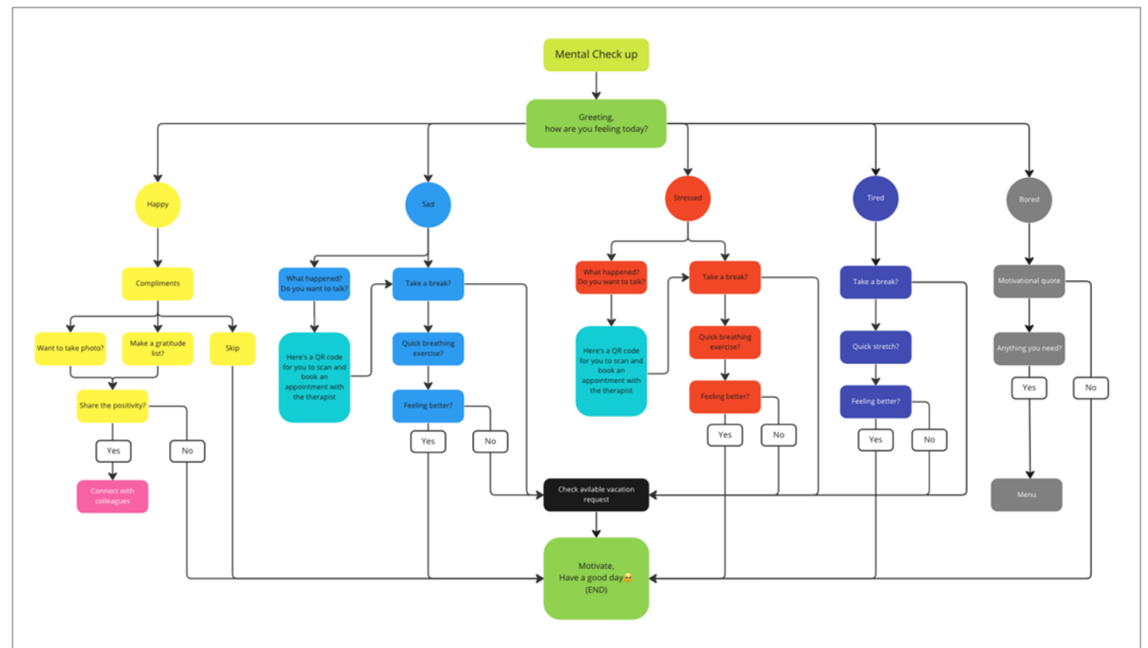 Mental Check up
Greeting,
how are you feeling today?
Happy
Sad
Stressed
Tired
Bored
Compliments
What happened?
Do you want to talk?
Take a break?
What happened?
Do you want to talk?
Take a break?
Take a break?
Motivational quote
Want to take photo?
Make a gratitude
list?
Skip
Here's a QR code
for you to scan and
book an
appointment with
the therapist
Quick breathing
exercise?
Here's a QR code
for you to scan and
book an
appointment with
the therapist
Quick breathing
exercise?
Quick stretch?
Anything you need?
Share the positivity?
Feeling better?
Feeling better?
Feeling better?
Yes
No
Yes
No
Yes
No
Yes
No
Yes
No
Connect with
colleagues
Check avilable vacation
request
Menu
Motivate,
Have a good day🥰
(END)